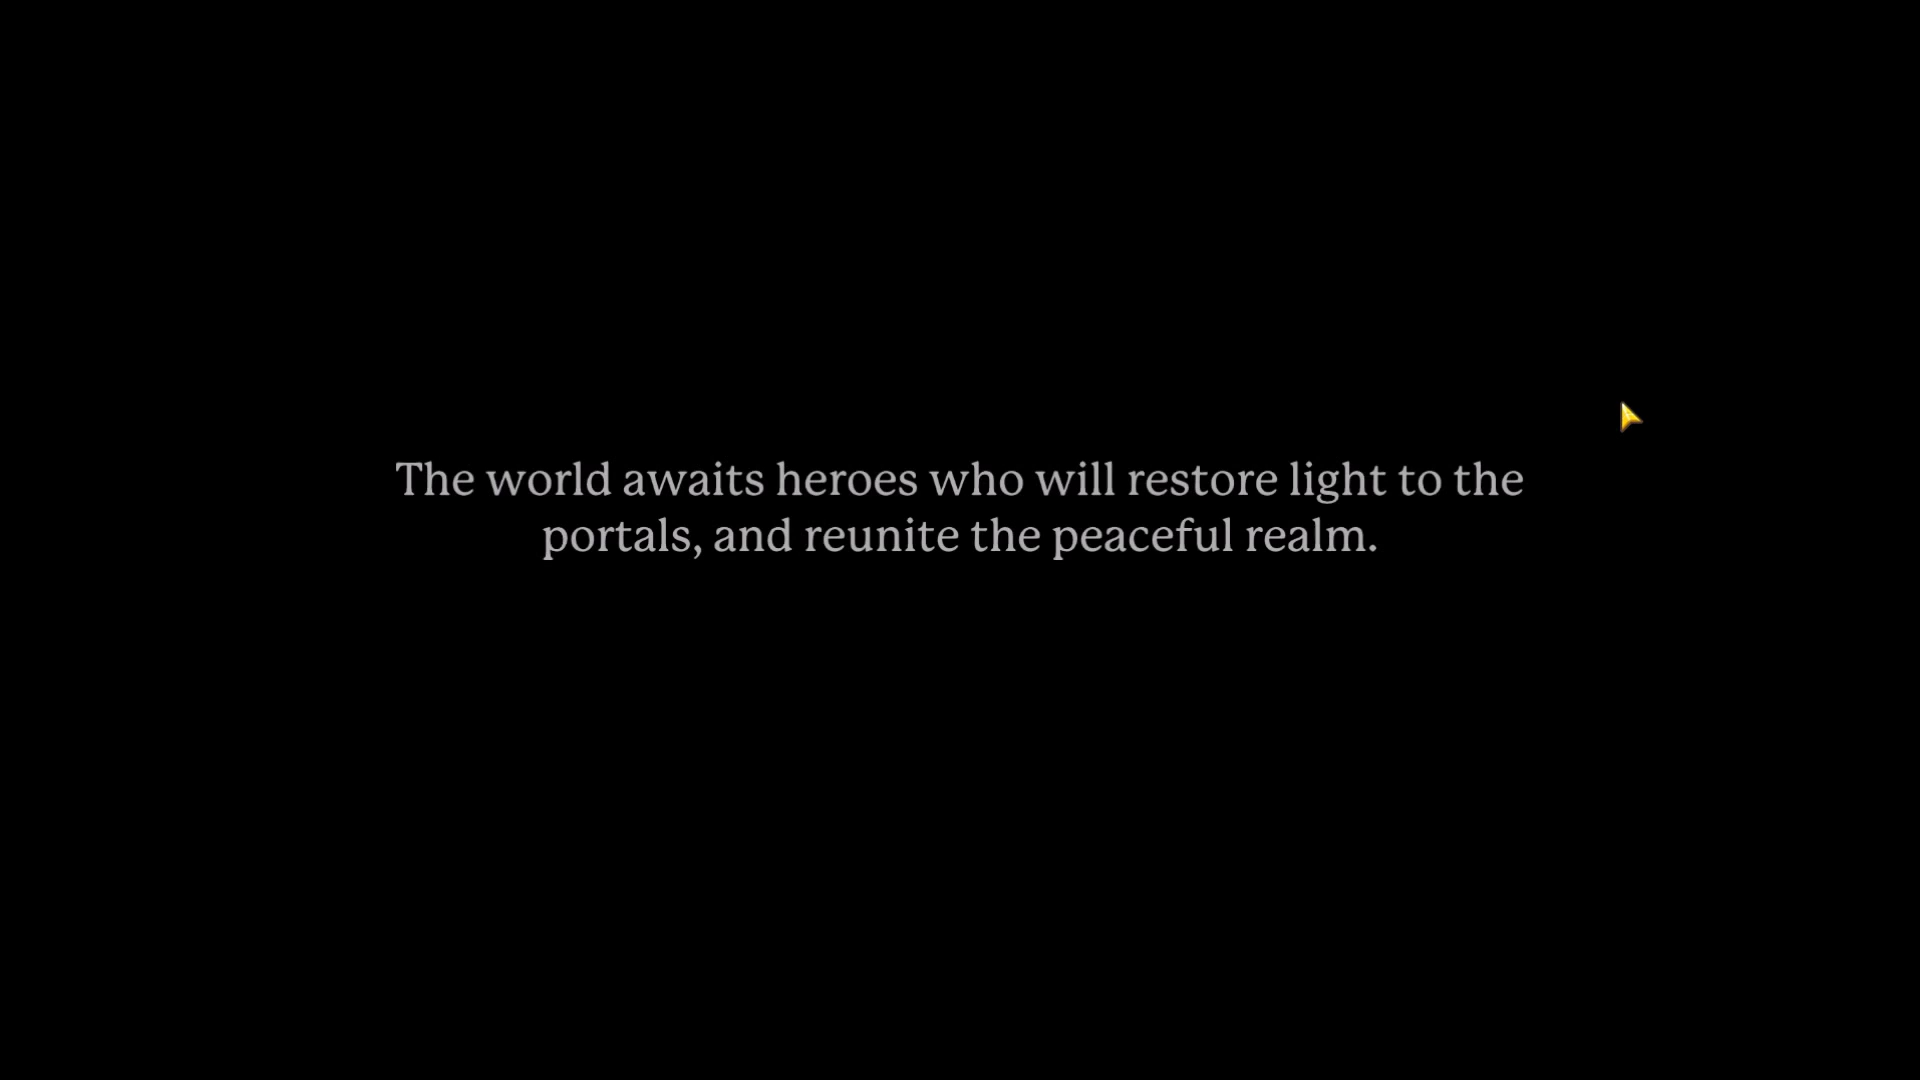 The world awaits heroes who will restore light to the
portals, and reunite the peaceful realm.